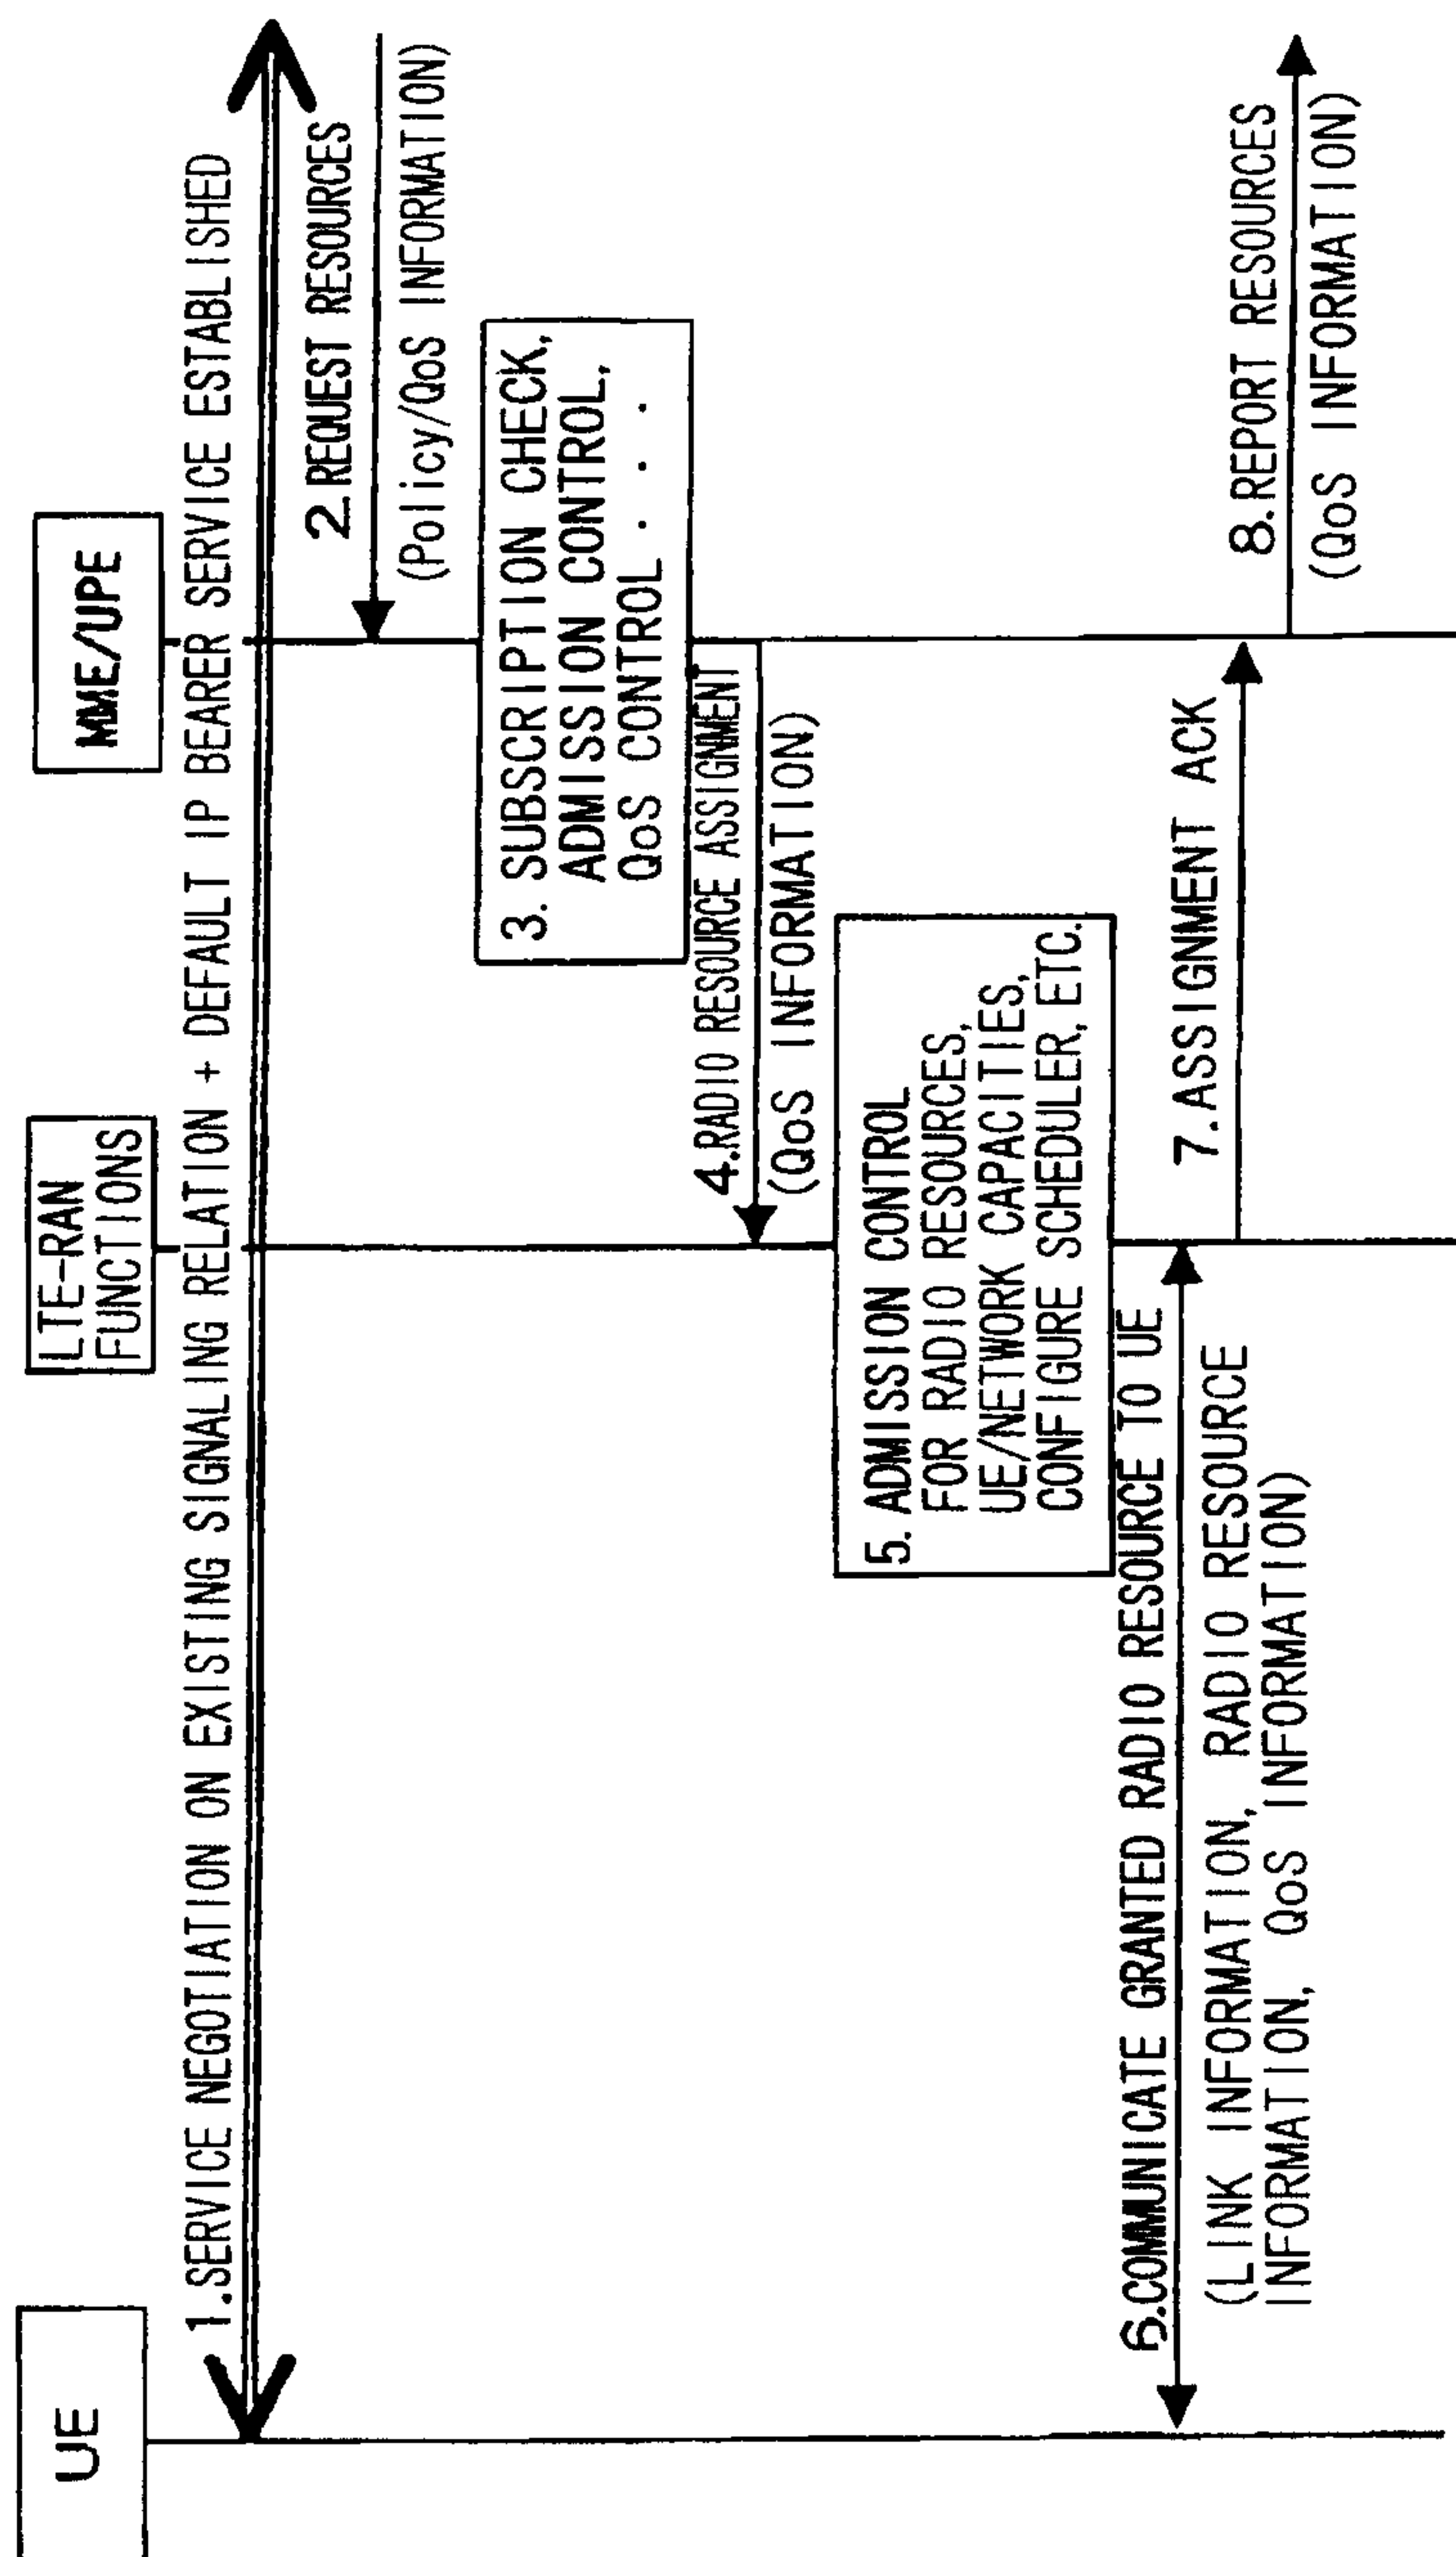 UE
LTE-RAN
FUNCTIONS
MME/UPE
1.SERVICE NEGOTIATION ON EXISTING SIGNALING RELATION + DEFAULT IP BEARER SERVICE ESTABLISHED
2.REQUEST RESOURCES
(Policy/QoS INFORMATION)
3. SUBSCRIPTION CHECK,
ADMISSION CONTROL,
QoS CONTROL . . .
4.RADIO RESOURCE ASSIGNMENT
(QoS INFORMATION)
5. ADMISSION CONTROL
FOR RADIO RESOURCES,
UE/NETWORK CAPACITIES,
CONFIGURE SCHEDULER, ETC.
6.COMMUNICATE GRANTED RADIO RESOURCE TO UE
(LINK INFORMATION, RADIO RESOURCE
INFORMATION, QoS INFORMATION)
7.ASSIGNMENT ACK
8.REPORT RESOURCES
(QoS INFORMATION)